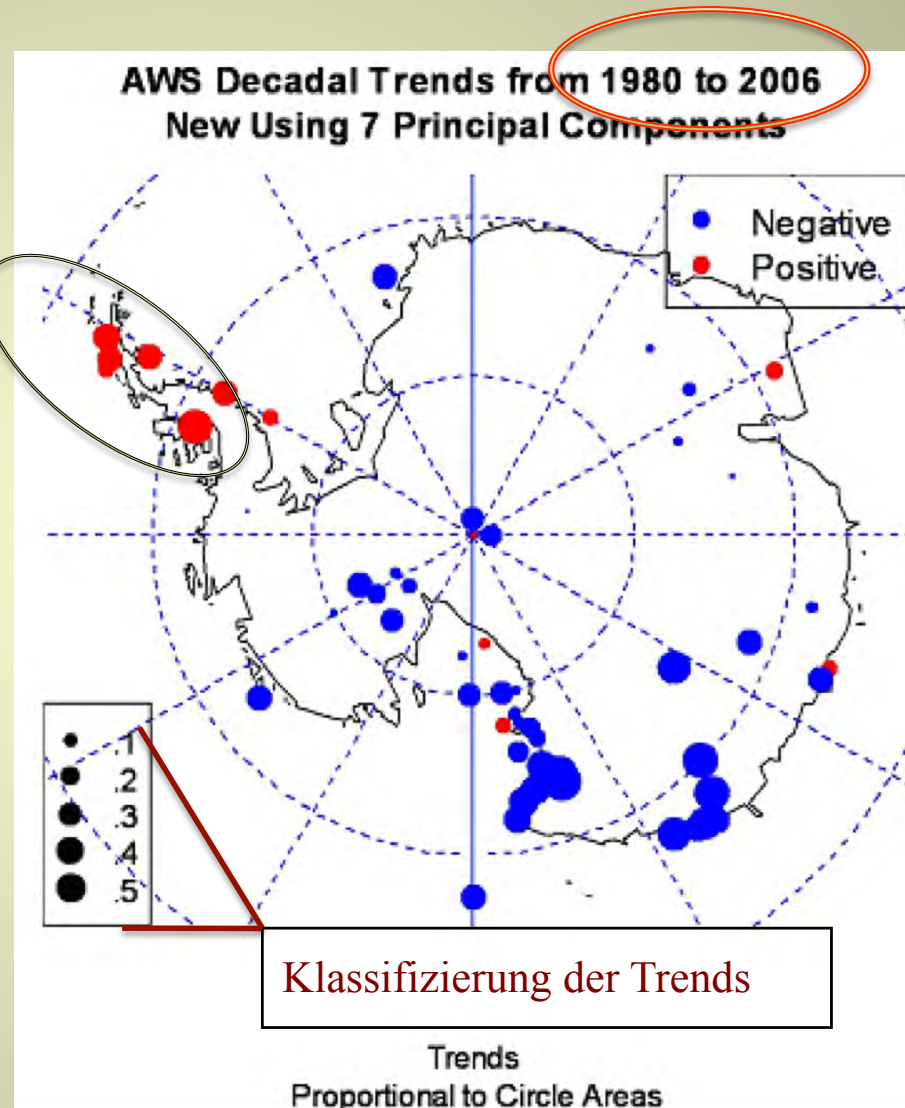 AWS Decadal Trends from 1980 to 2006
New Using 7 Principal Components
Negative
Positive
.1
.2
.3
.4
.5
Klassifizierung der Trends
Trends
Proportional to Circle Areas